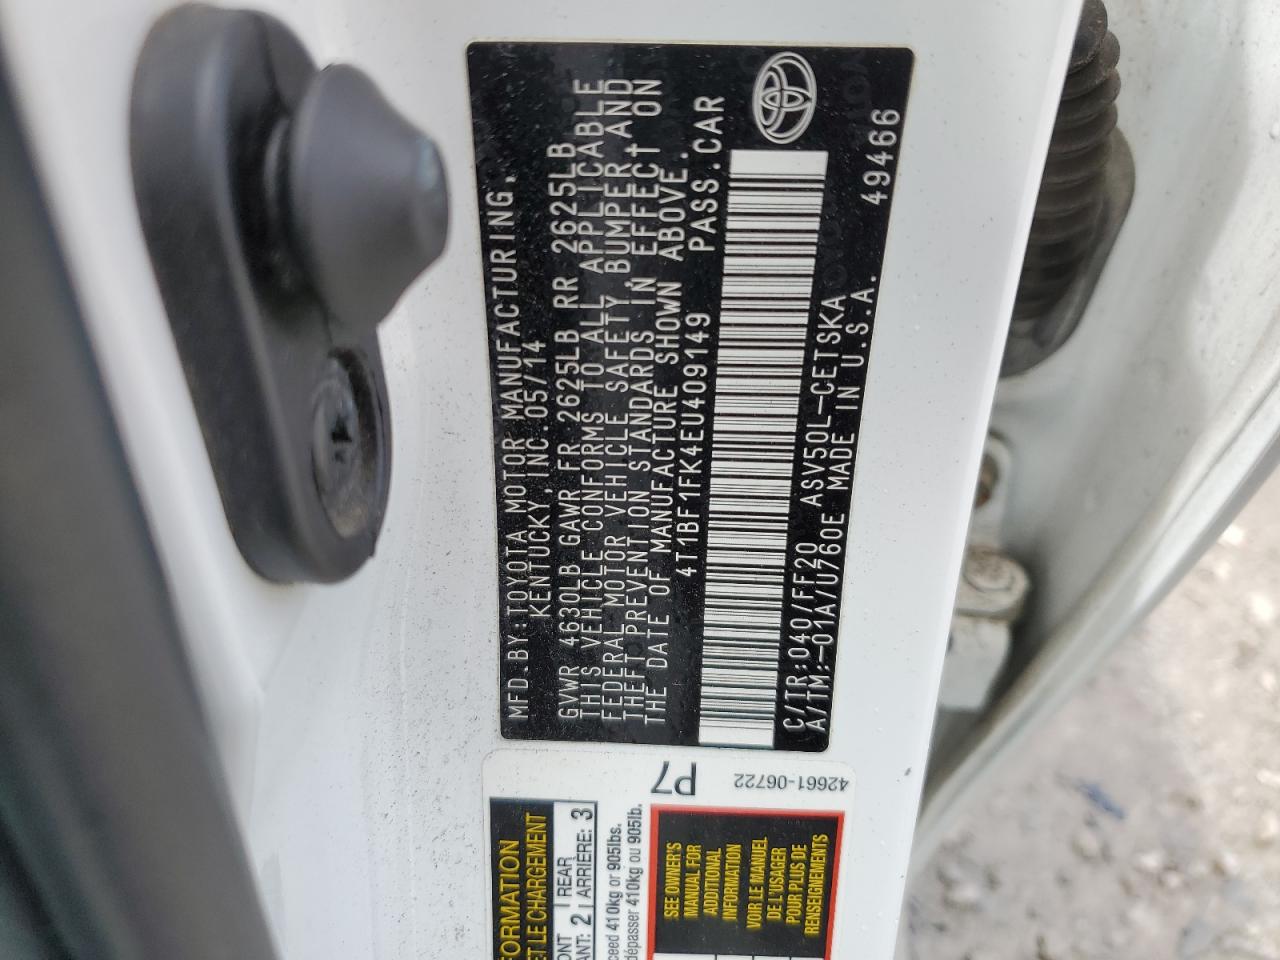 MFD.BY:TOYOTA MOTOR MANUFACTURING,
KENTUCKY,INC.05/14
GVWR 4630LB GAWR FR 2625LB RR 2625LB
THIS VEHICLE CONFORMS TO ALL APPLICABLE
FEDERAL MOTOR VEHICLE SAFETY,BUMPER,AND
THEFT PREVENTION STANDARDS IN EFFECT ON
THE DATE OF MANUFACTURE SHOWN ABOVE.
4T1BF1FK4EU409149 PASS.CAR
C/TR:040/FF20 ASV50L-CETSKA
A/TM:-01A/U760E MADE IN U.S.A. 49466
P7
42661-06722
ORMATION
ET LE CHARGEMENT
ONT 2 REAR 3
ANT: ARRIÈRE:
ceed 410kg or 905lbs.
dépasser 410kg ou 905lb.
SEE OWNER'S
MANUAL FOR
ADDITIONAL
INFORMATION
VOIR LE MANUEL
DE L'USAGER
POUR PLUS DE
RENSEIGNEMENTS